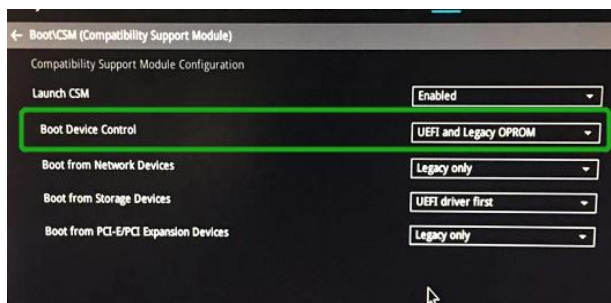 ← Boot\CSM (Compatibility Support Module)
Compatibility Support Module Configuration
Launch CSM Enabled
Boot Device Control UEFI and Legacy OPROM
Boot from Network Devices Legacy only
Boot from Storage Devices UEFI driver first
Boot from PCI-E/PCI Expansion Devices Legacy only